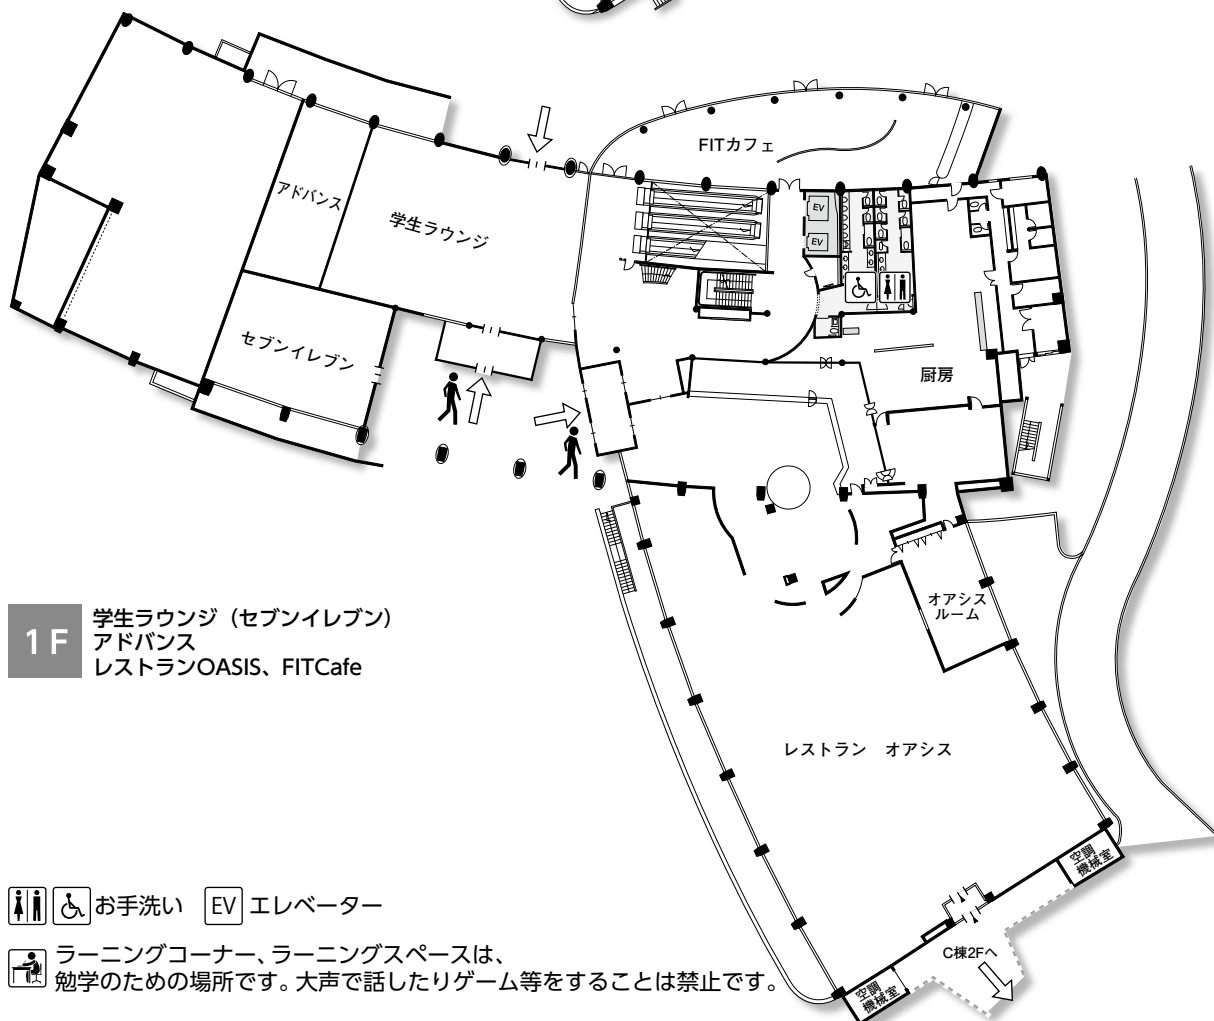 FITカフェ
アドバンス
学生ラウンジ
EV
EV
セブンイレブン
厨房
1F
学生ラウンジ（セブンイレブン）
アドバンス
レストランOASIS、FITCafe
オアシス
ルーム
レストラン　オアシス
空調
機械室
C棟2Fへ
空調
機械室
お手洗い EV エレベーター
ラーニングコーナー、ラーニングスペースは、
勉学のための場所です。大声で話したりゲーム等をすることは禁止です。